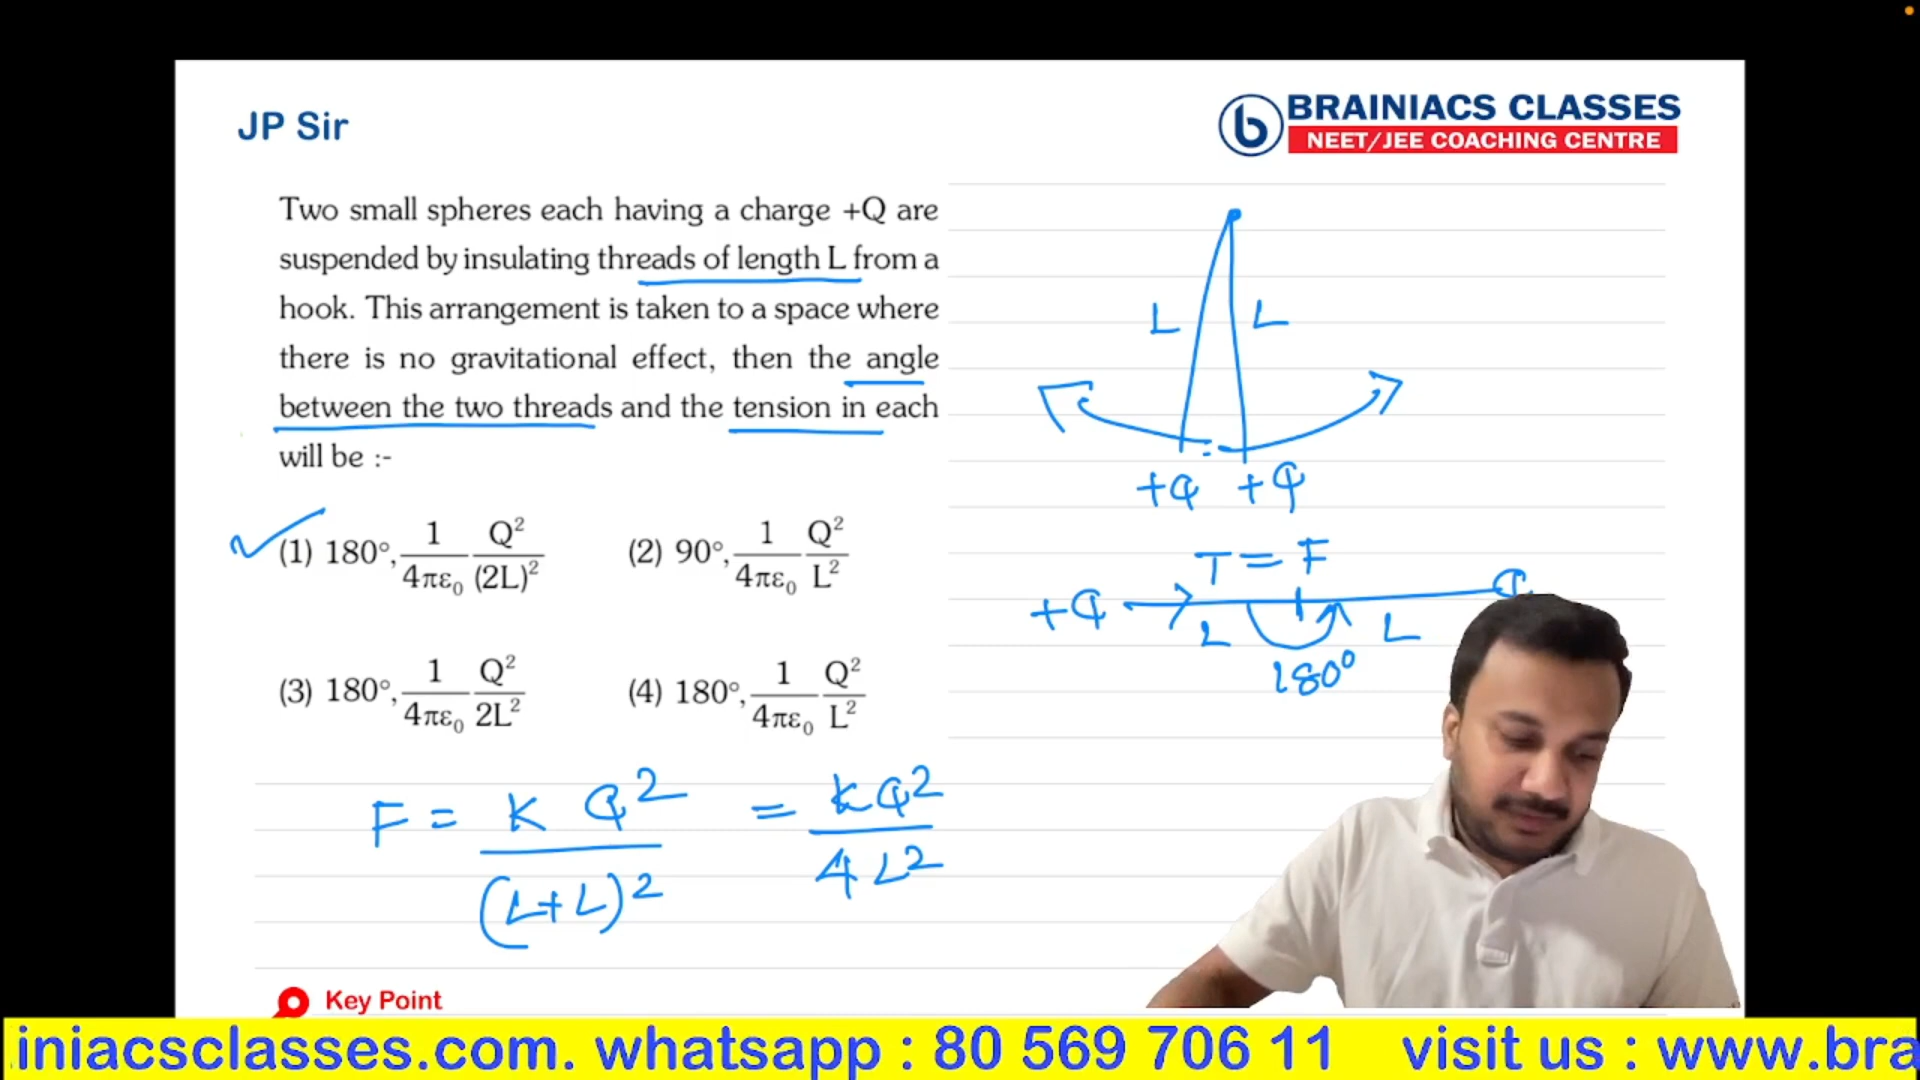 JP Sir
BRAINIACS CLASSES
NEET/JEE COACHING CENTRE
Two small spheres each having a charge +Q are
suspended by insulating threads of length L from a
hook. This arrangement is taken to a space where
there is no gravitational effect, then the angle
between the two threads and the tension in each
will be :-
(1) 180°, 1/4πε₀ Q²/(2L)² (2) 90°, 1/4πε₀ Q²/L²
(3) 180°, 1/4πε₀ Q²/2L² (4) 180°, 1/4πε₀ Q²/L²
F = K Q²/(L+L)² = KQ²/4L²
L L
+Q +Q
T = F
+Q Q
L L
180°
Key Point
iniacsclasses.com. whatsapp : 80 569 706 11 visit us : www.bra